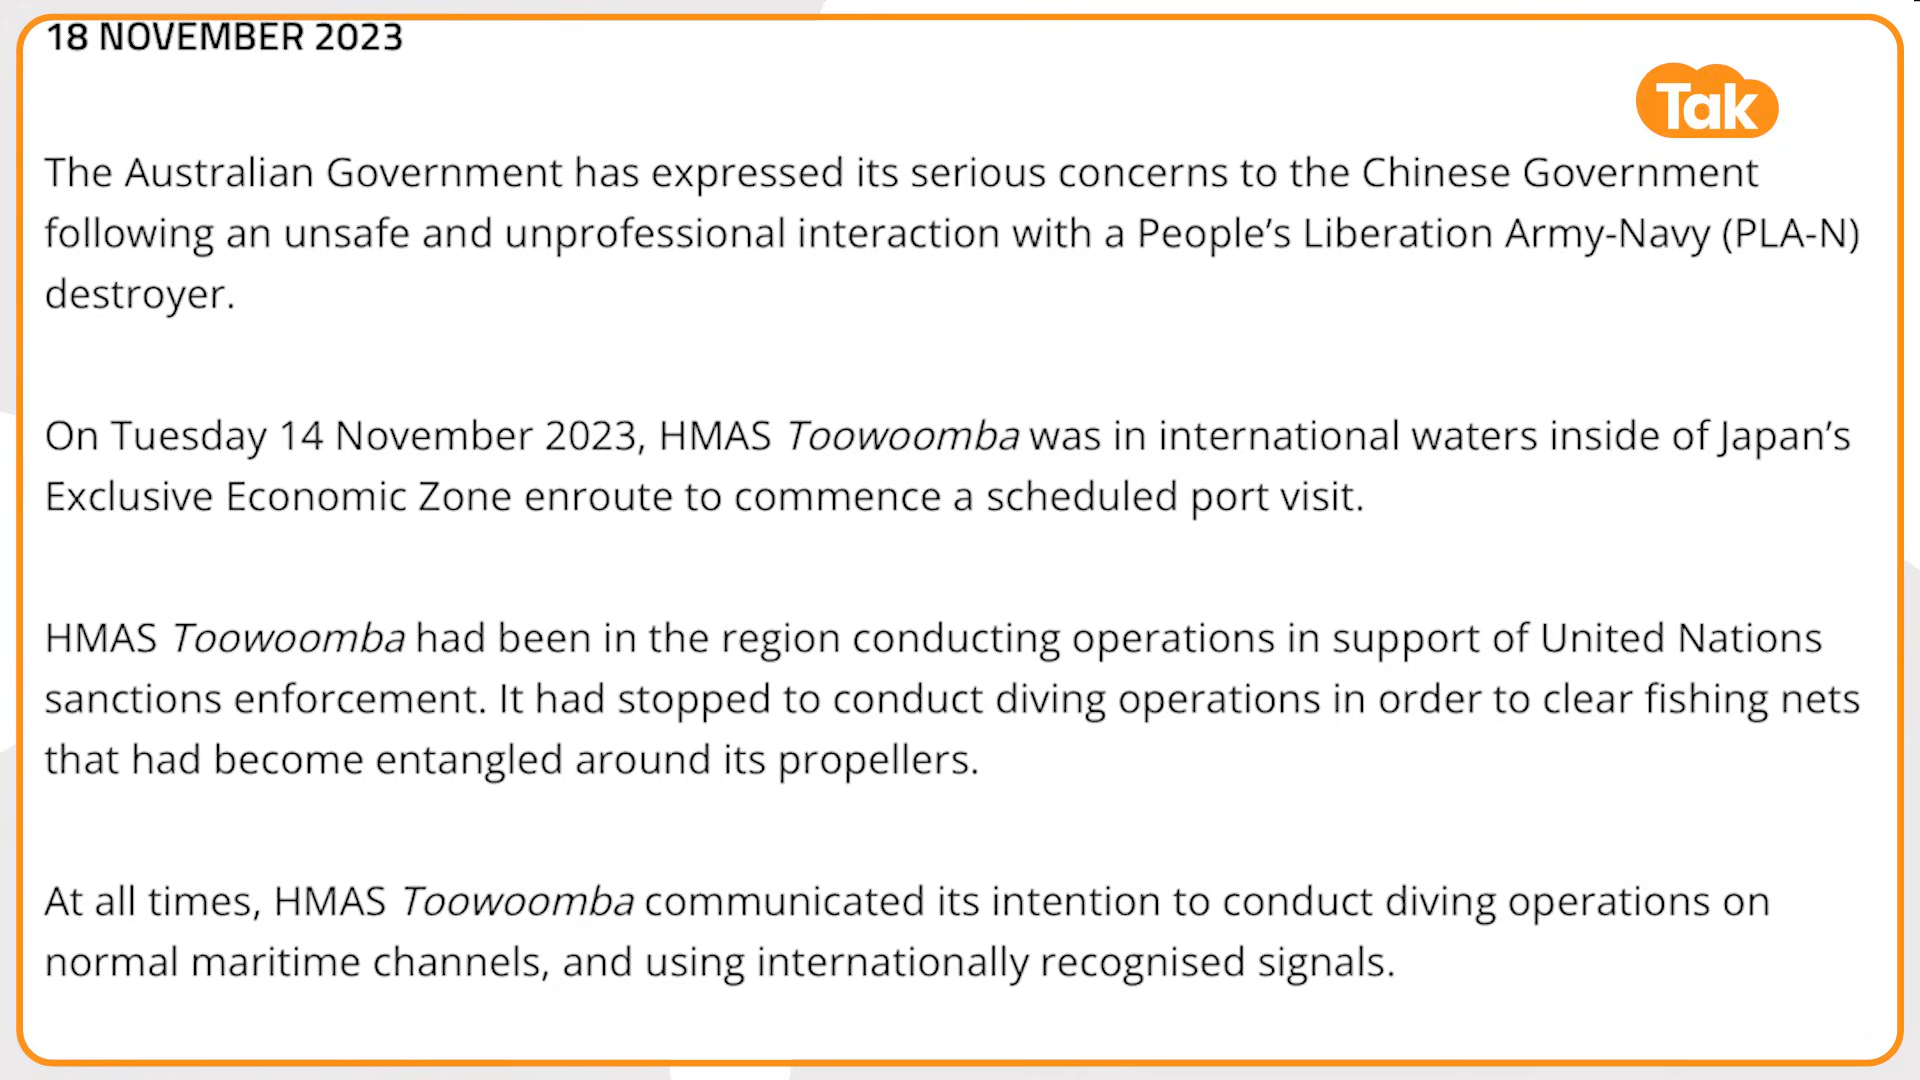 18 NOVEMBER 2023
Tak
The Australian Government has expressed its serious concerns to the Chinese Government
following an unsafe and unprofessional interaction with a People’s Liberation Army-Navy (PLA-N)
destroyer.
On Tuesday 14 November 2023, HMAS Toowoomba was in international waters inside of Japan’s
Exclusive Economic Zone enroute to commence a scheduled port visit.
HMAS Toowoomba had been in the region conducting operations in support of United Nations
sanctions enforcement. It had stopped to conduct diving operations in order to clear fishing nets
that had become entangled around its propellers.
At all times, HMAS Toowoomba communicated its intention to conduct diving operations on
normal maritime channels, and using internationally recognised signals.